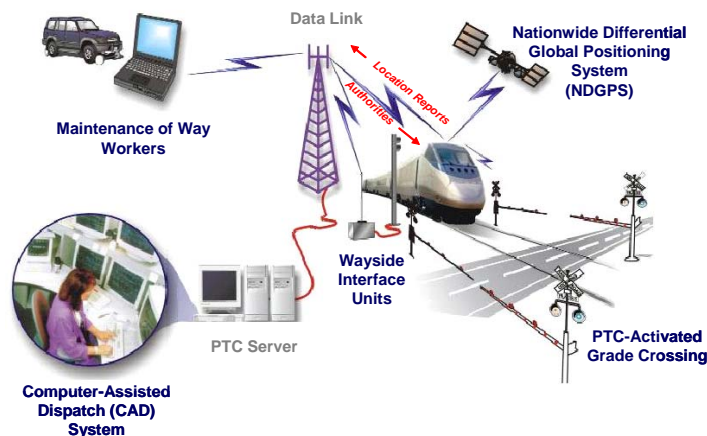 Data Link
Nationwide Differential
Global Positioning
System
(NDGPS)
Location Reports
Authorities
Maintenance of Way
Workers
Wayside
Interface
Units
PTC Server
PTC-Activated
Grade Crossing
Computer-Assisted
Dispatch (CAD)
System